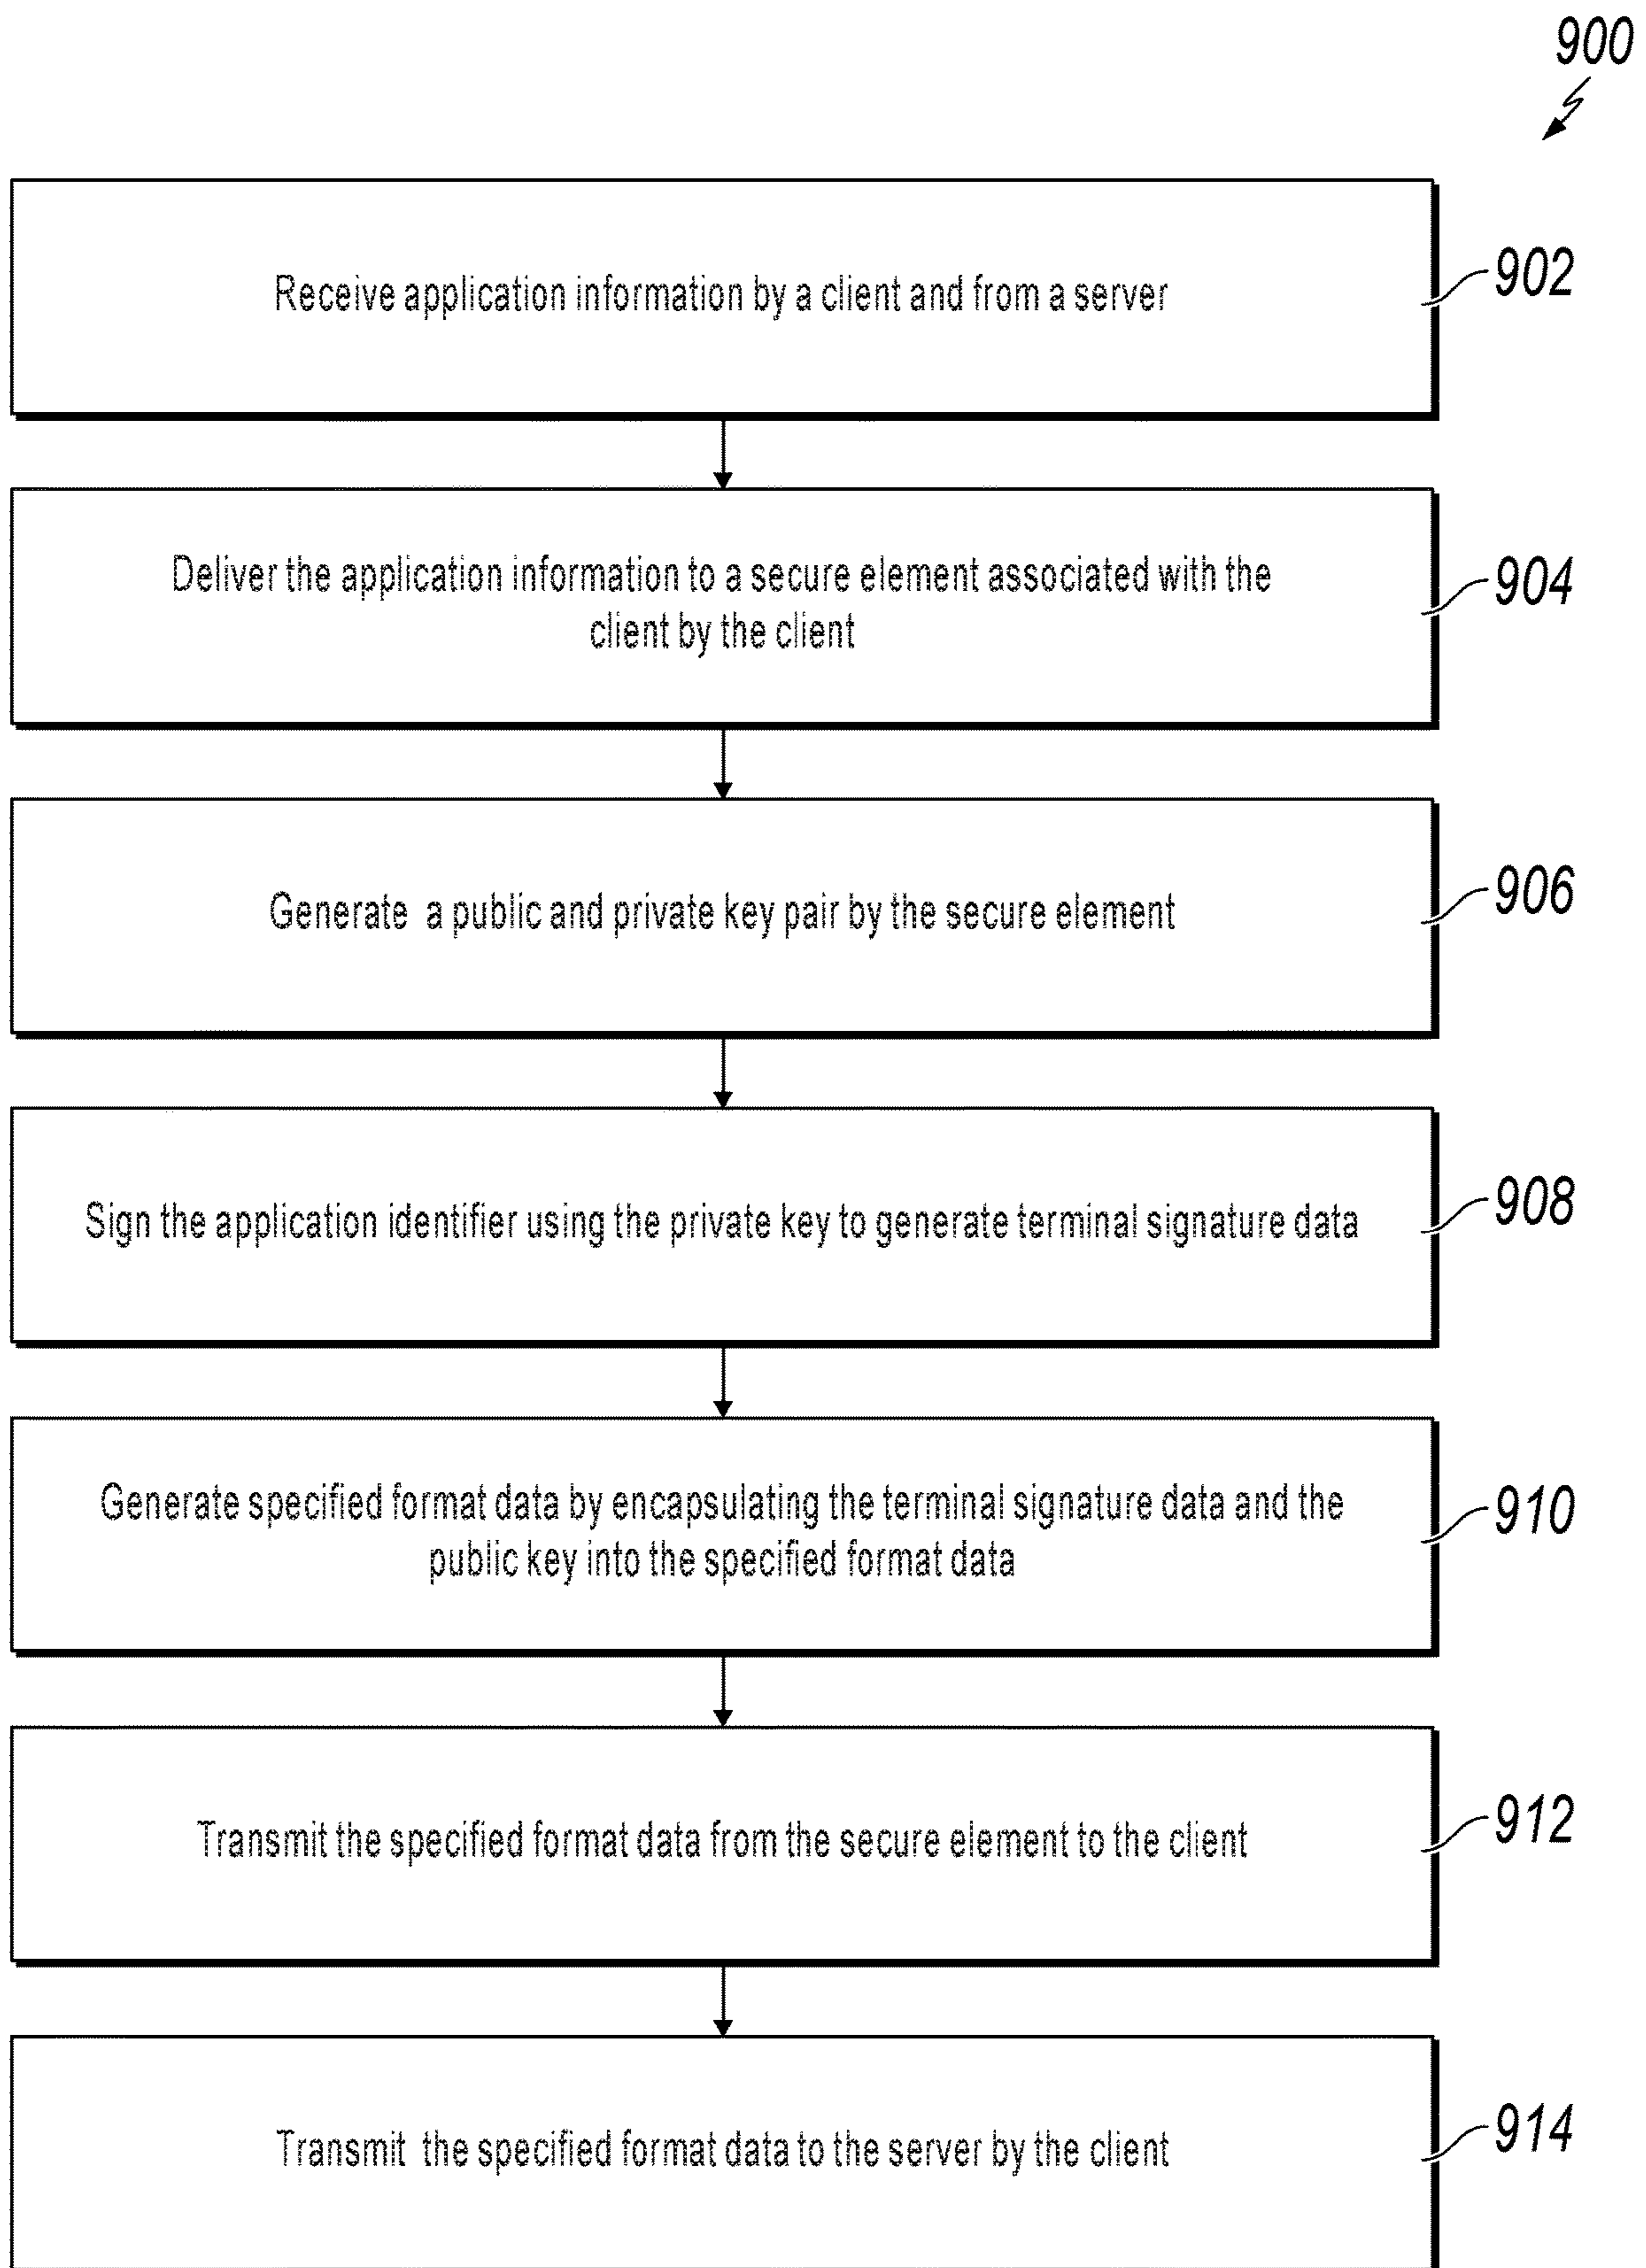 900
Receive application information by a client and from a server
902
Deliver the application information to a secure element associated with the
client by the client
904
Generate a public and private key pair by the secure element
906
Sign the application identifier using the private key to generate terminal signature data
908
Generate specified format data by encapsulating the terminal signature data and the
public key into the specified format data
910
Transmit the specified format data from the secure element to the client
912
Transmit the specified format data to the server by the client
914